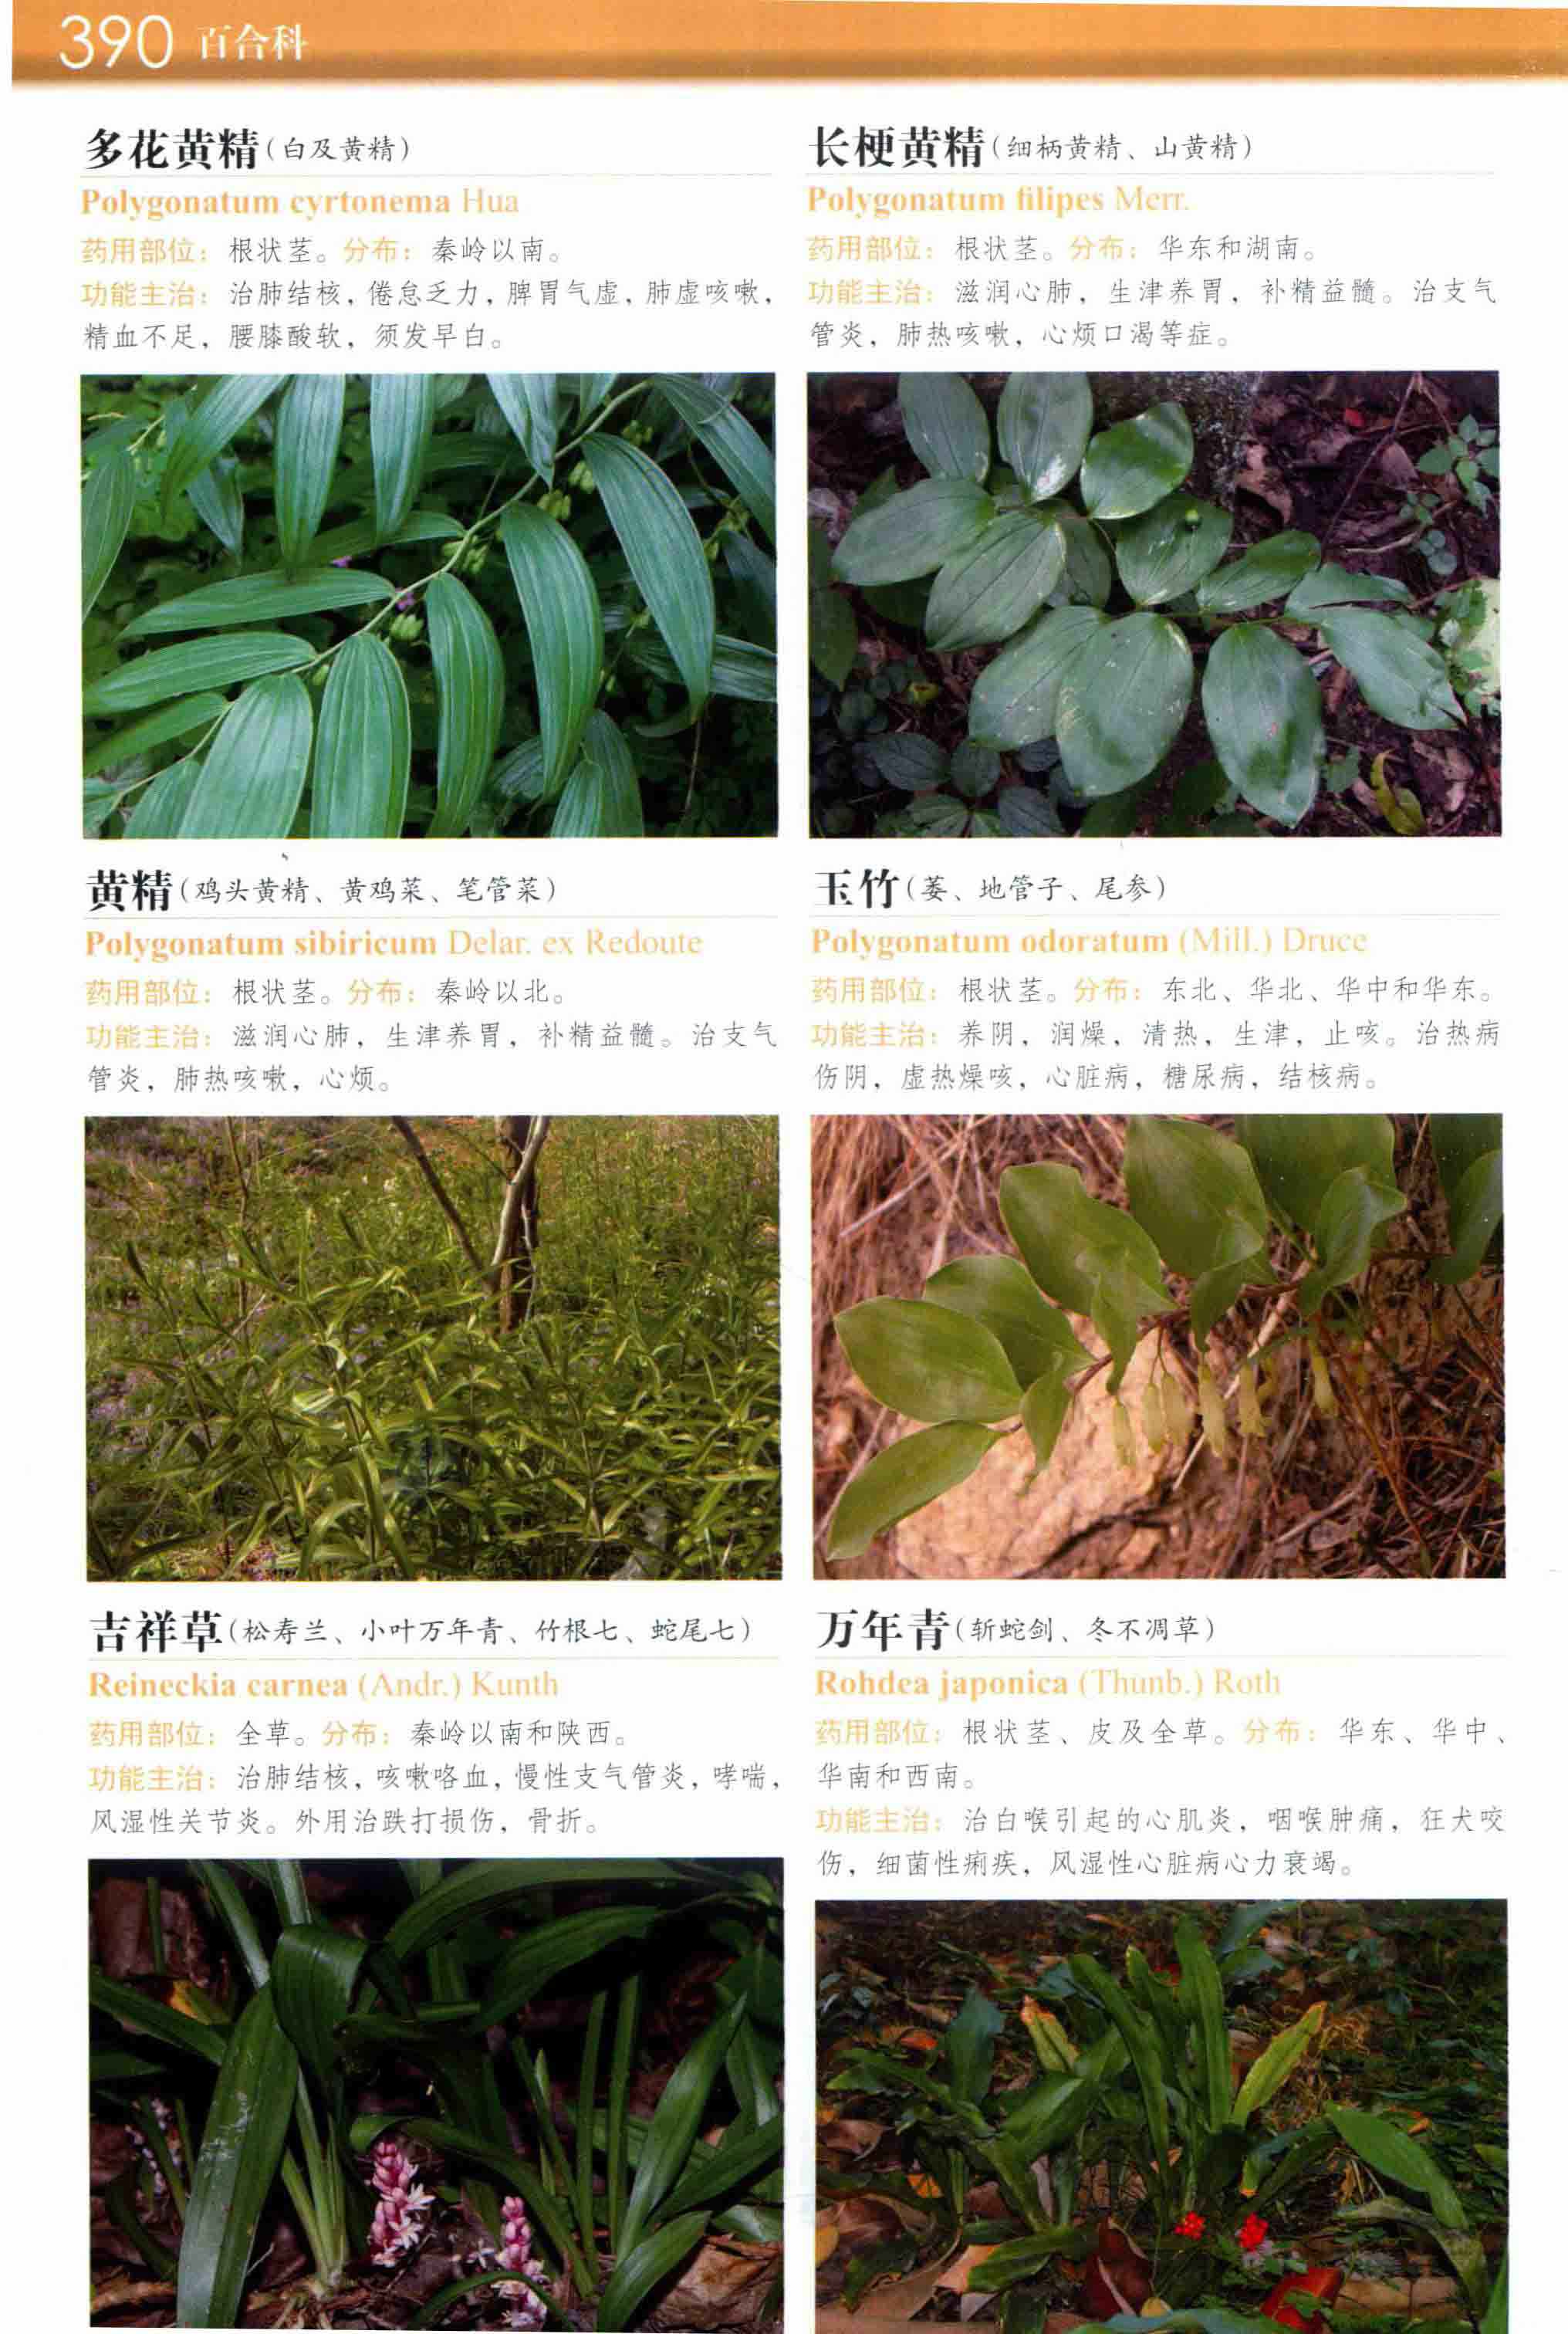 390 百合科
多花黄精(白及黄精)
Polygonatum cyrtonema Hua
药用部位：根状茎。分布：秦岭以南。
功能主治：治肺结核，倦怠乏力，脾胃气虚，肺虚咳嗽，
精血不足，腰膝酸软，须发早白。
长梗黄精(细柄黄精、山黄精)
Polygonatum filipes Merr.
药用部位：根状茎。分布：华东和湖南。
功能主治：滋润心肺，生津养胃，补精益髓。治支气
管炎，肺热咳嗽，心烦口渴等症。
黄精(鸡头黄精、黄鸡菜、笔管菜)
Polygonatum sibiricum Delar. ex Redoute
药用部位：根状茎。分布：秦岭以北。
功能主治：滋润心肺，生津养胃，补精益髓。治支气
管炎，肺热咳嗽，心烦。
玉竹(萎、地管子、尾参)
Polygonatum odoratum (Mill.) Druce
药用部位：根状茎。分布：东北、华北、华中和华东。
功能主治：养阴，润燥，清热，生津，止咳。治热病
伤阴，虚热燥咳，心脏病，糖尿病，结核病。
吉祥草(松寿兰、小叶万年青、竹根七、蛇尾七)
Reineckia carnea (Andr.) Kunth
药用部位：全草。分布：秦岭以南和陕西。
功能主治：治肺结核，咳嗽咯血，慢性支气管炎，哮喘，
风湿性关节炎。外用治跌打损伤，骨折。
万年青(斩蛇剑、冬不凋草)
Rohdea japonica (Thunb.) Roth
药用部位：根状茎、皮及全草。分布：华东、华中、
华南和西南。
功能主治：治白喉引起的心肌炎，咽喉肿痛，狂犬咬
伤，细菌性痢疾，风湿性心脏病心力衰竭。